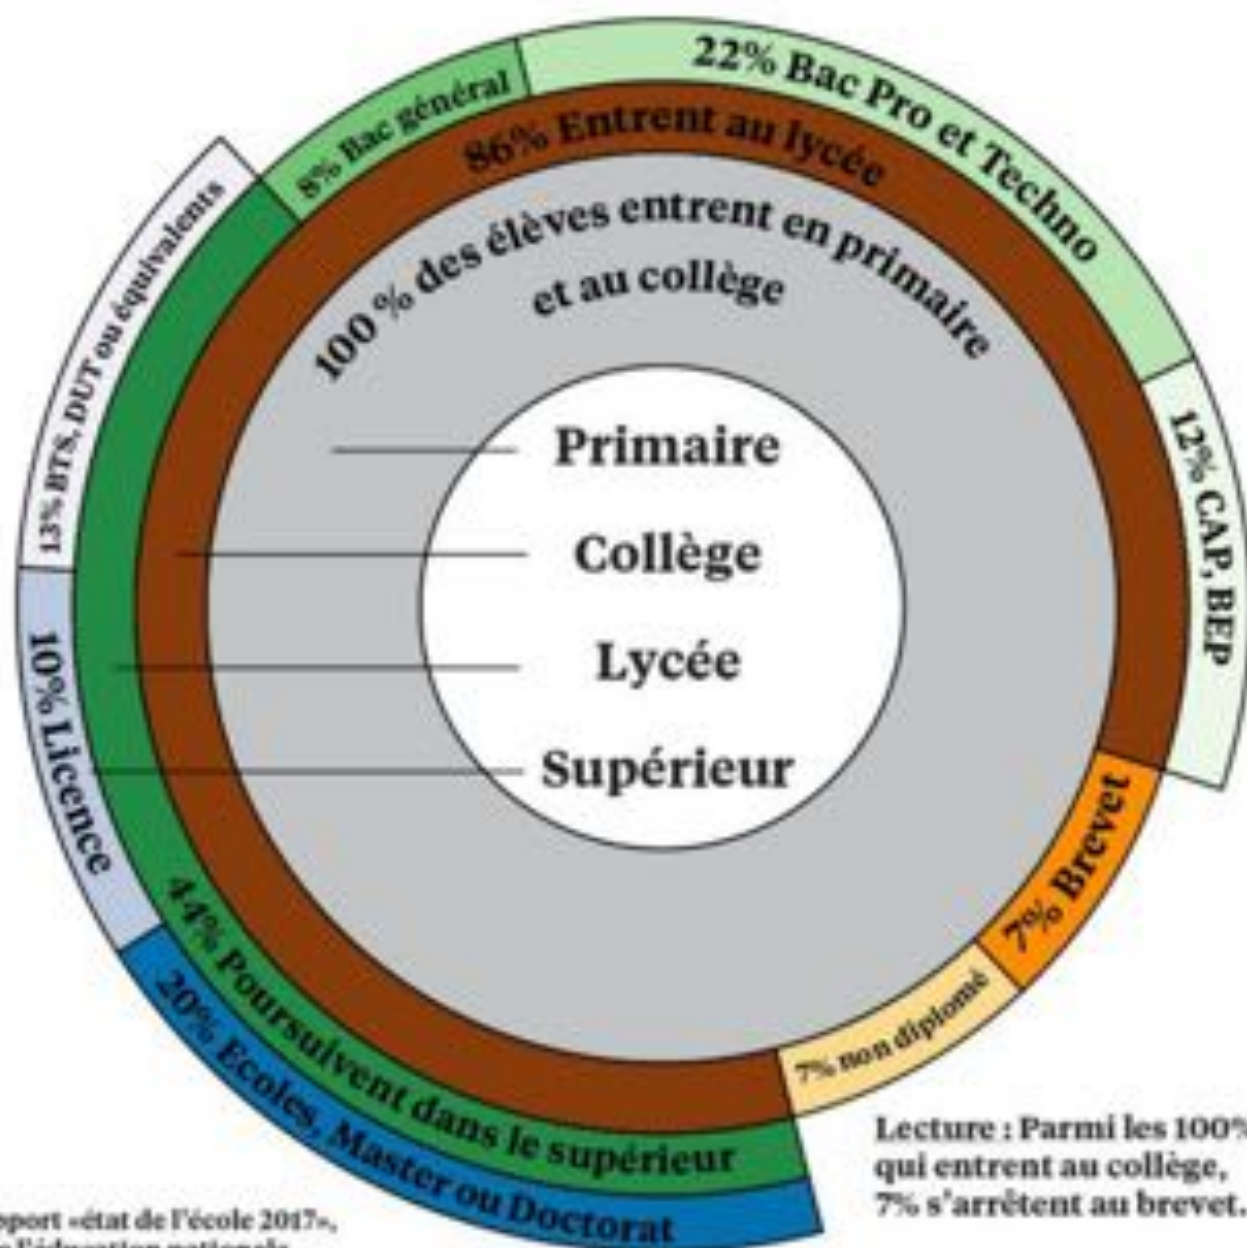 22% Bac Pro et Techno
8% Bac général
86% Entrent au lycée
100 % des élèves entrent en primaire
et au collège
13% BTS, DUT ou équivalents
12% CAP, BEP
Primaire
Collège
Lycée
Supérieur
10% Licence
7% Brevet
44% Poursuivent dans le supérieur
7% non diplomé
20% Ecoles, Master ou Doctorat
Lecture : Parmi les 100%
qui entrent au collège,
7% s'arrêtent au brevet.
«état de l'école 2017»,
l'éducation nationale